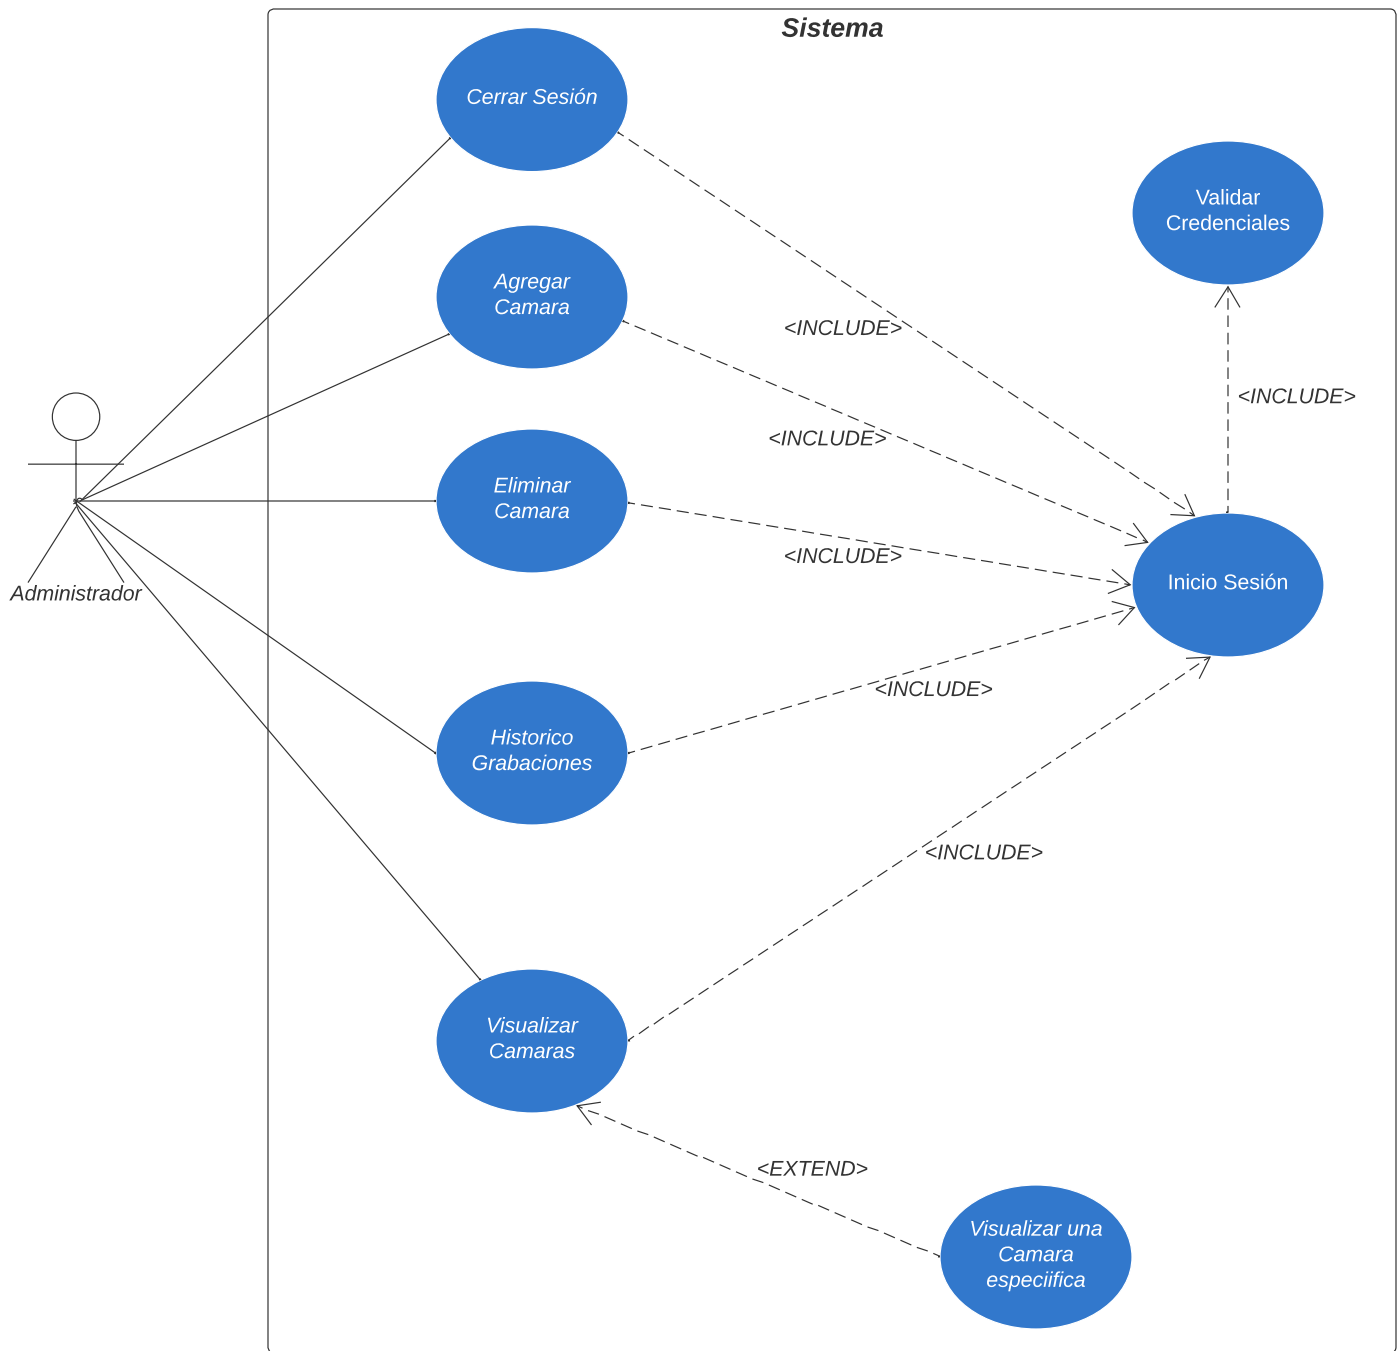 Sistema
Cerrar Sesión
Validar
Credenciales
Agregar
Camara
<INCLUDE>
<INCLUDE>
<INCLUDE>
Eliminar
Camara
<INCLUDE>
Inicio Sesión
Administrador
<INCLUDE>
Historico
Grabaciones
<INCLUDE>
Visualizar
Camaras
<EXTEND>
Visualizar una
Camara
especiifica